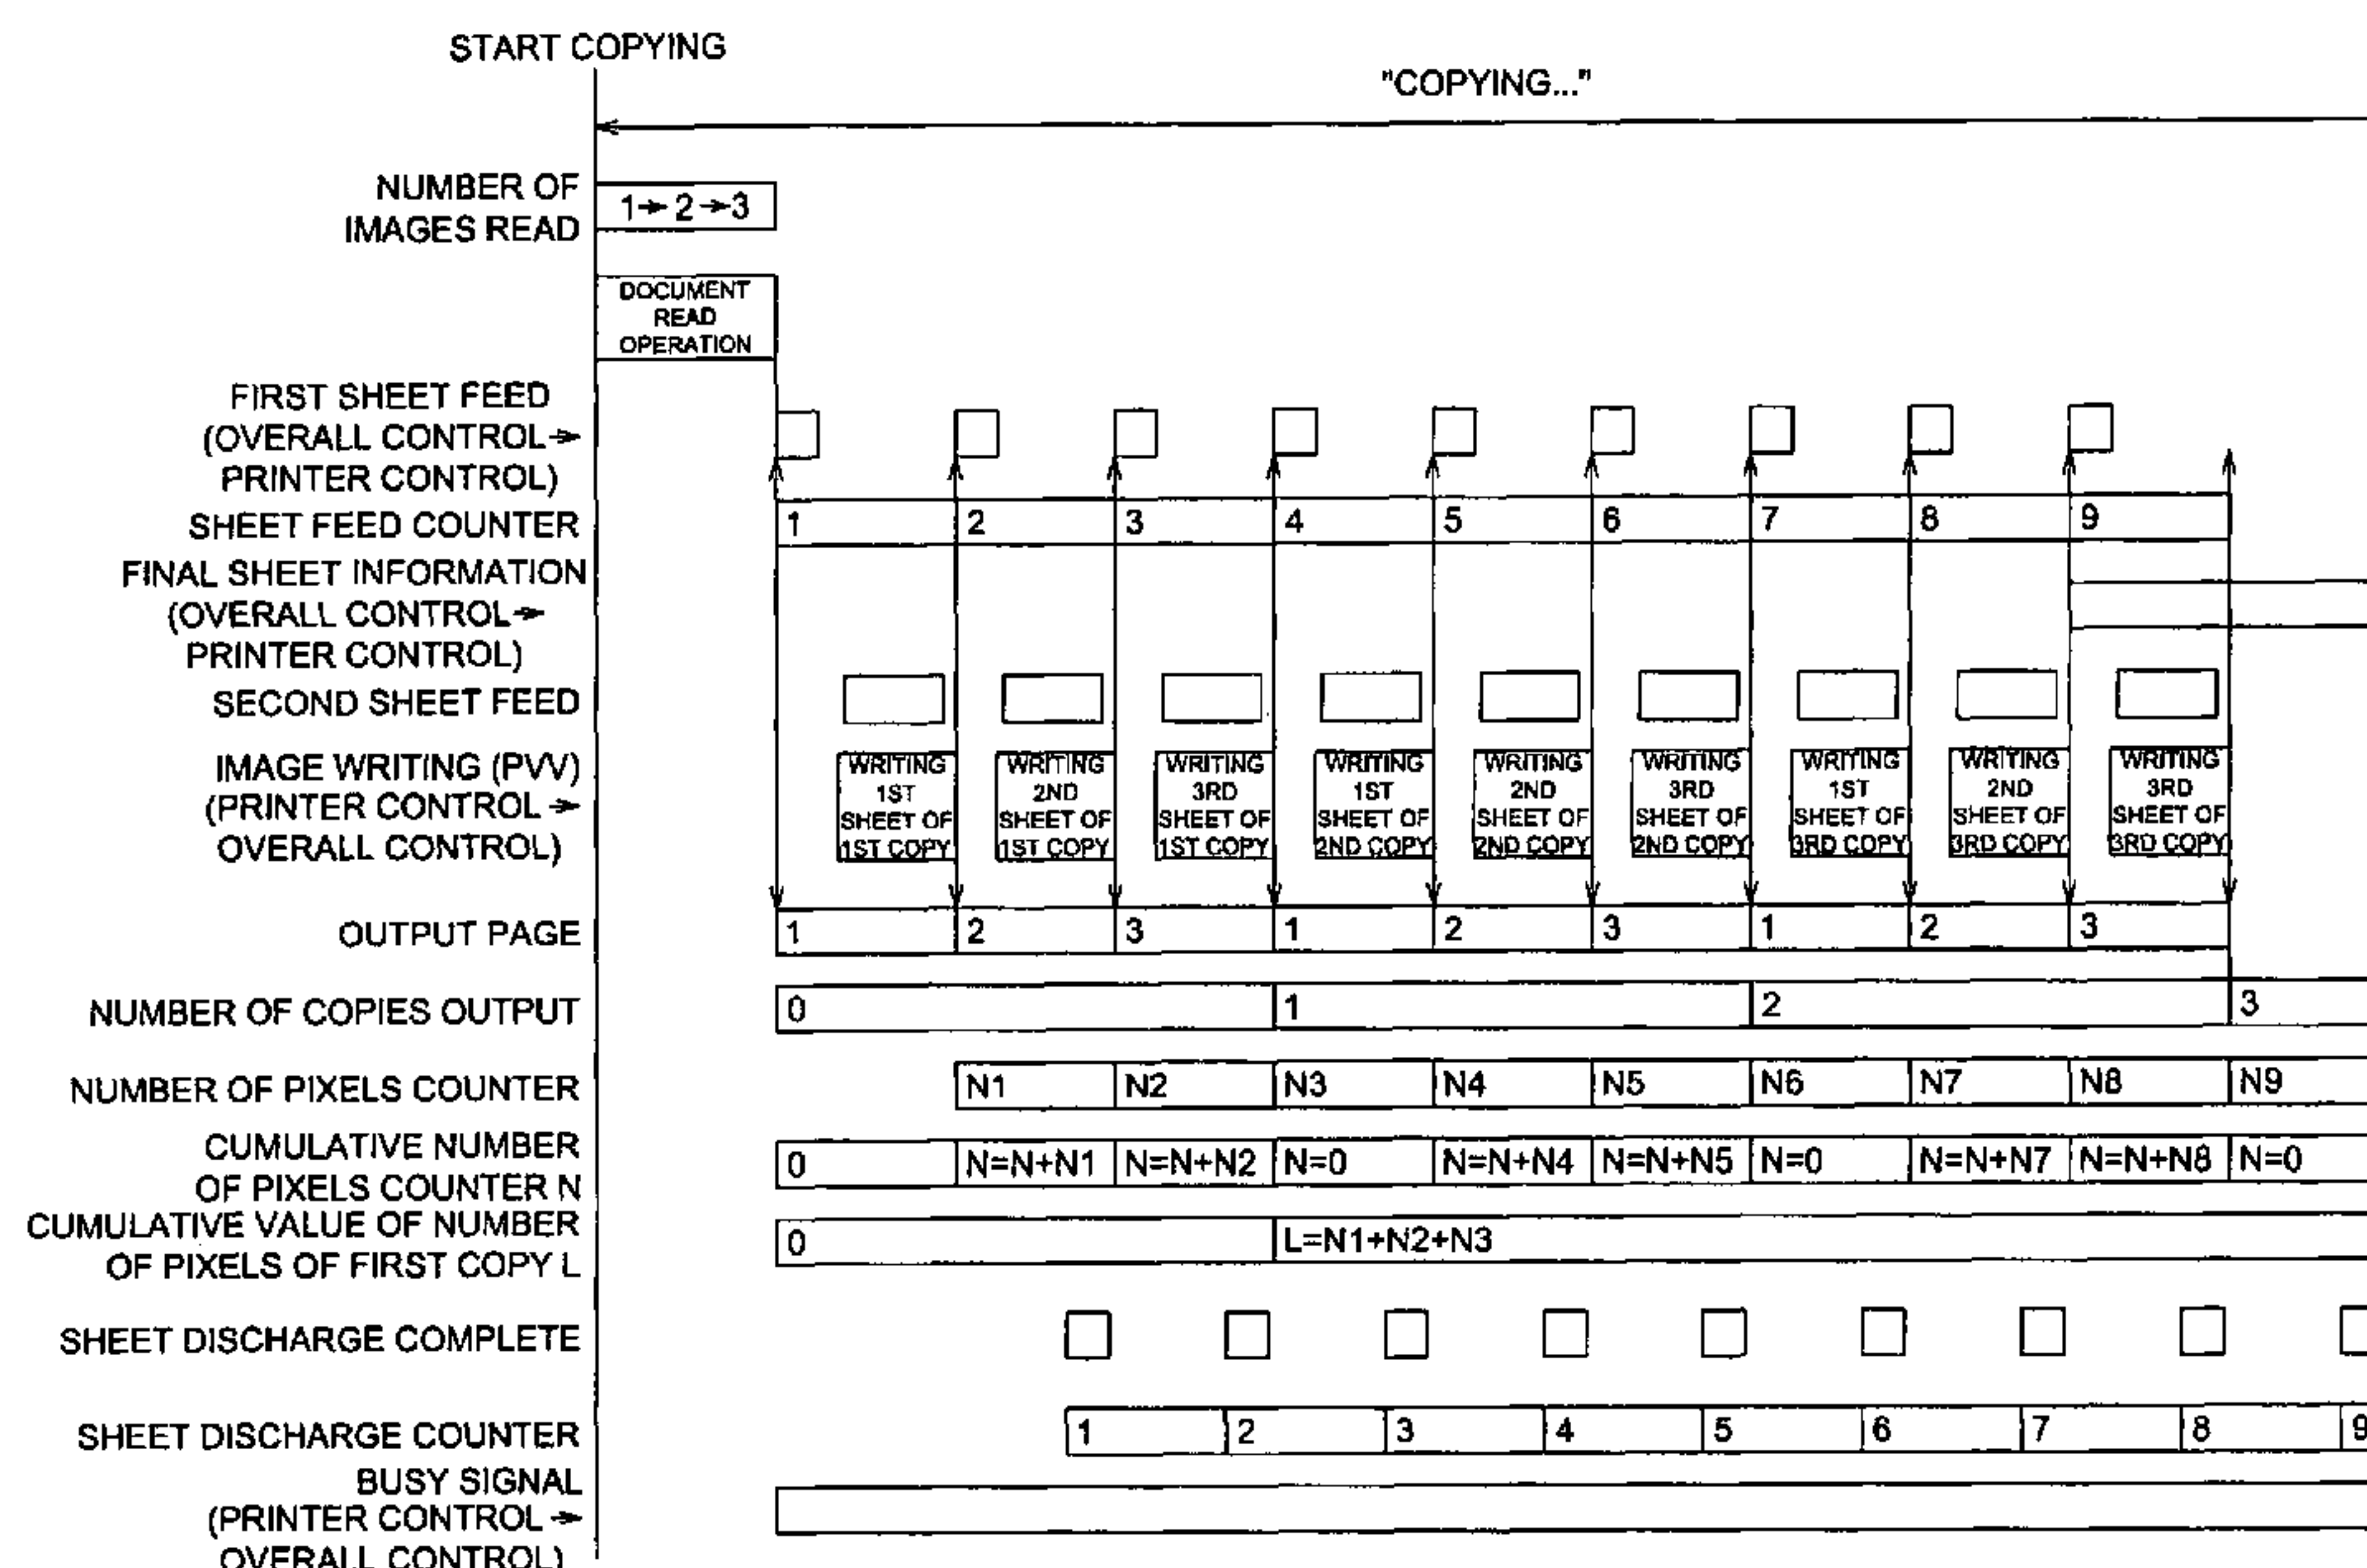 START COPYING
"COPYING..."
NUMBER OF
IMAGES READ
1→2→3
DOCUMENT
READ
OPERATION
FIRST SHEET FEED
(OVERALL CONTROL→
PRINTER CONTROL)
SHEET FEED COUNTER
1 2 3 4 5 6 7 8 9
FINAL SHEET INFORMATION
(OVERALL CONTROL→
PRINTER CONTROL)
SECOND SHEET FEED
IMAGE WRITING (PVV)
(PRINTER CONTROL→
OVERALL CONTROL)
WRITING
1ST
SHEET OF
1ST COPY
WRITING
2ND
SHEET OF
1ST COPY
WRITING
3RD
SHEET OF
1ST COPY
WRITING
1ST
SHEET OF
2ND COPY
WRITING
2ND
SHEET OF
2ND COPY
WRITING
3RD
SHEET OF
2ND COPY
WRITING
1ST
SHEET OF
3RD COPY
WRITING
2ND
SHEET OF
3RD COPY
WRITING
3RD
SHEET OF
3RD COPY
OUTPUT PAGE
1 2 3 1 2 3 1 2 3
NUMBER OF COPIES OUTPUT
0 1 2 3
NUMBER OF PIXELS COUNTER
N1 N2 N3 N4 N5 N6 N7 N8 N9
CUMULATIVE NUMBER
OF PIXELS COUNTER N
0 N=N+N1 N=N+N2 N=0 N=N+N4 N=N+N5 N=0 N=N+N7 N=N+N8 N=0
CUMULATIVE VALUE OF NUMBER
OF PIXELS OF FIRST COPY L
0 L=N1+N2+N3
SHEET DISCHARGE COMPLETE
SHEET DISCHARGE COUNTER
1 2 3 4 5 6 7 8 9
BUSY SIGNAL
(PRINTER CONTROL→
OVERALL CONTROL)